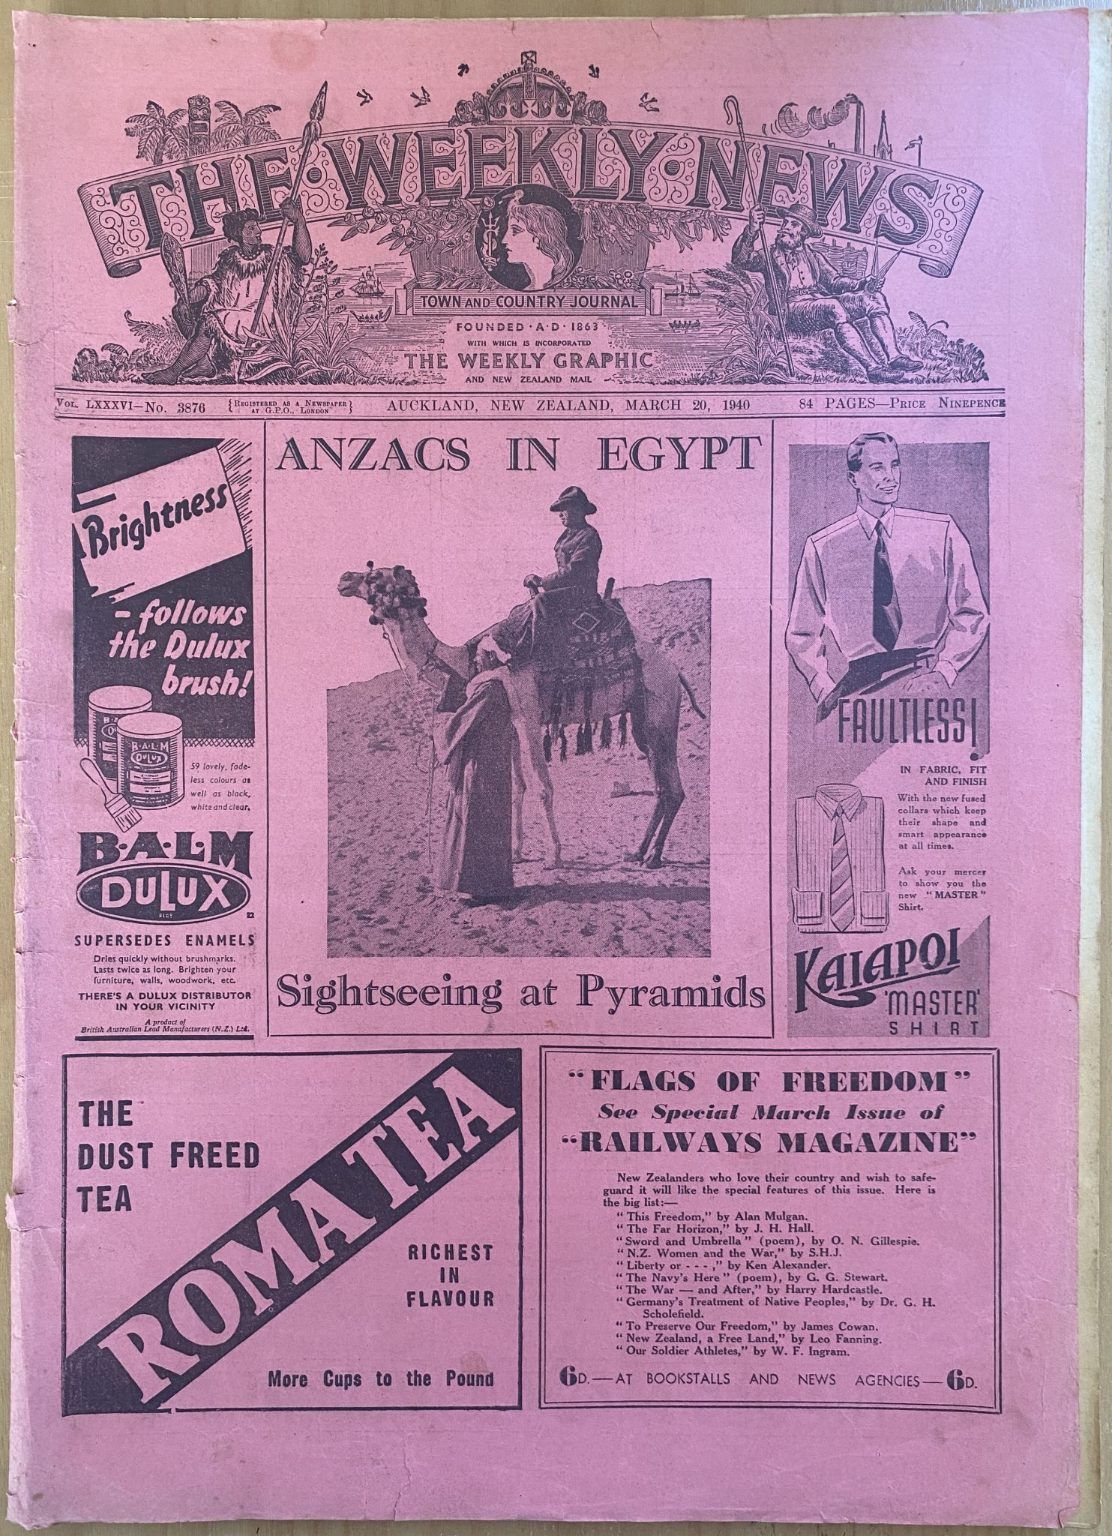 THE · WEEKLY · NEWS
TOWN AND COUNTRY JOURNAL
FOUNDED · A.D · 1863
WITH WHICH IS INCORPORATED
THE WEEKLY GRAPHIC
AND NEW ZEALAND MAIL
VOL. LXXXVI—No. 3876 {REGISTERED AS A NEWSPAPER AT G.P.O., LONDON} AUCKLAND, NEW ZEALAND, MARCH 20, 1940 84 PAGES—PRICE NINEPENCE
Brightness
- follows
the Dulux
brush!
B·A·L·M
DULUX
59 lovely, fade-
less colours as
well as black,
white and clear,
B·A·L·M
DULUX
SUPERSEDES ENAMELS
Dries quickly without brushmarks.
Lasts twice as long. Brighten your
furniture, walls, woodwork, etc.
THERE'S A DULUX DISTRIBUTOR
IN YOUR VICINITY
A product of
British Australian Lead Manufacturers (N.Z.) Ltd.
ANZACS IN EGYPT
Sightseeing at Pyramids
FAULTLESS!
IN FABRIC, FIT
AND FINISH
With the new fused
collars which keep
their shape and
smart appearance
at all times.
Ask your mercer
to show you the
new "MASTER"
Shirt.
KAIAPOI
'MASTER'
SHIRT
THE
DUST FREED
TEA
ROMA TEA
RICHEST
IN
FLAVOUR
More Cups to the Pound
"FLAGS OF FREEDOM"
See Special March Issue of
"RAILWAYS MAGAZINE"
New Zealanders who love their country and wish to safe-
guard it will like the special features of this issue. Here is
the big list:—
"This Freedom," by Alan Mulgan.
"The Far Horizon," by J. H. Hall.
"Sword and Umbrella" (poem), by O. N. Gillespie.
"N.Z. Women and the War," by S.H.J.
"Liberty or - - - ," by Ken Alexander.
"The Navy's Here" (poem), by G. G. Stewart.
"The War — and After," by Harry Hardcastle.
"Germany's Treatment of Native Peoples," by Dr. G. H.
Scholefield.
"To Preserve Our Freedom," by James Cowan.
"New Zealand, a Free Land," by Leo Fanning.
"Our Soldier Athletes," by W. F. Ingram.
6D.—AT BOOKSTALLS AND NEWS AGENCIES—6D.